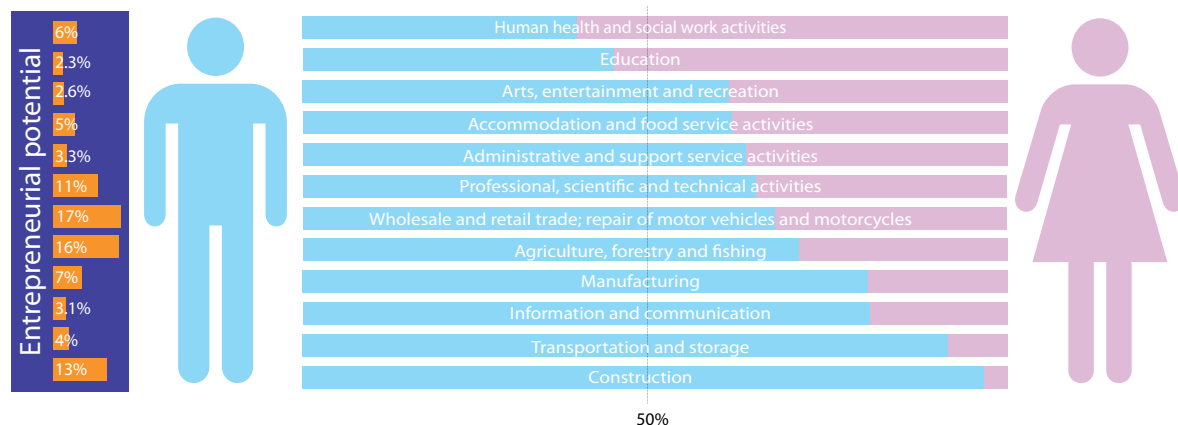 Entrepreneurial potential
6%
Human health and social work activities
2.3%
Education
2.6%
Arts, entertainment and recreation
5%
Accommodation and food service activities
3.3%
Administrative and support service activities
11%
Professional, scientific and technical activities
17%
Wholesale and retail trade; repair of motor vehicles and motorcycles
16%
Agriculture, forestry and fishing
7%
Manufacturing
3.1%
Information and communication
4%
Transportation and storage
13%
Construction
50%